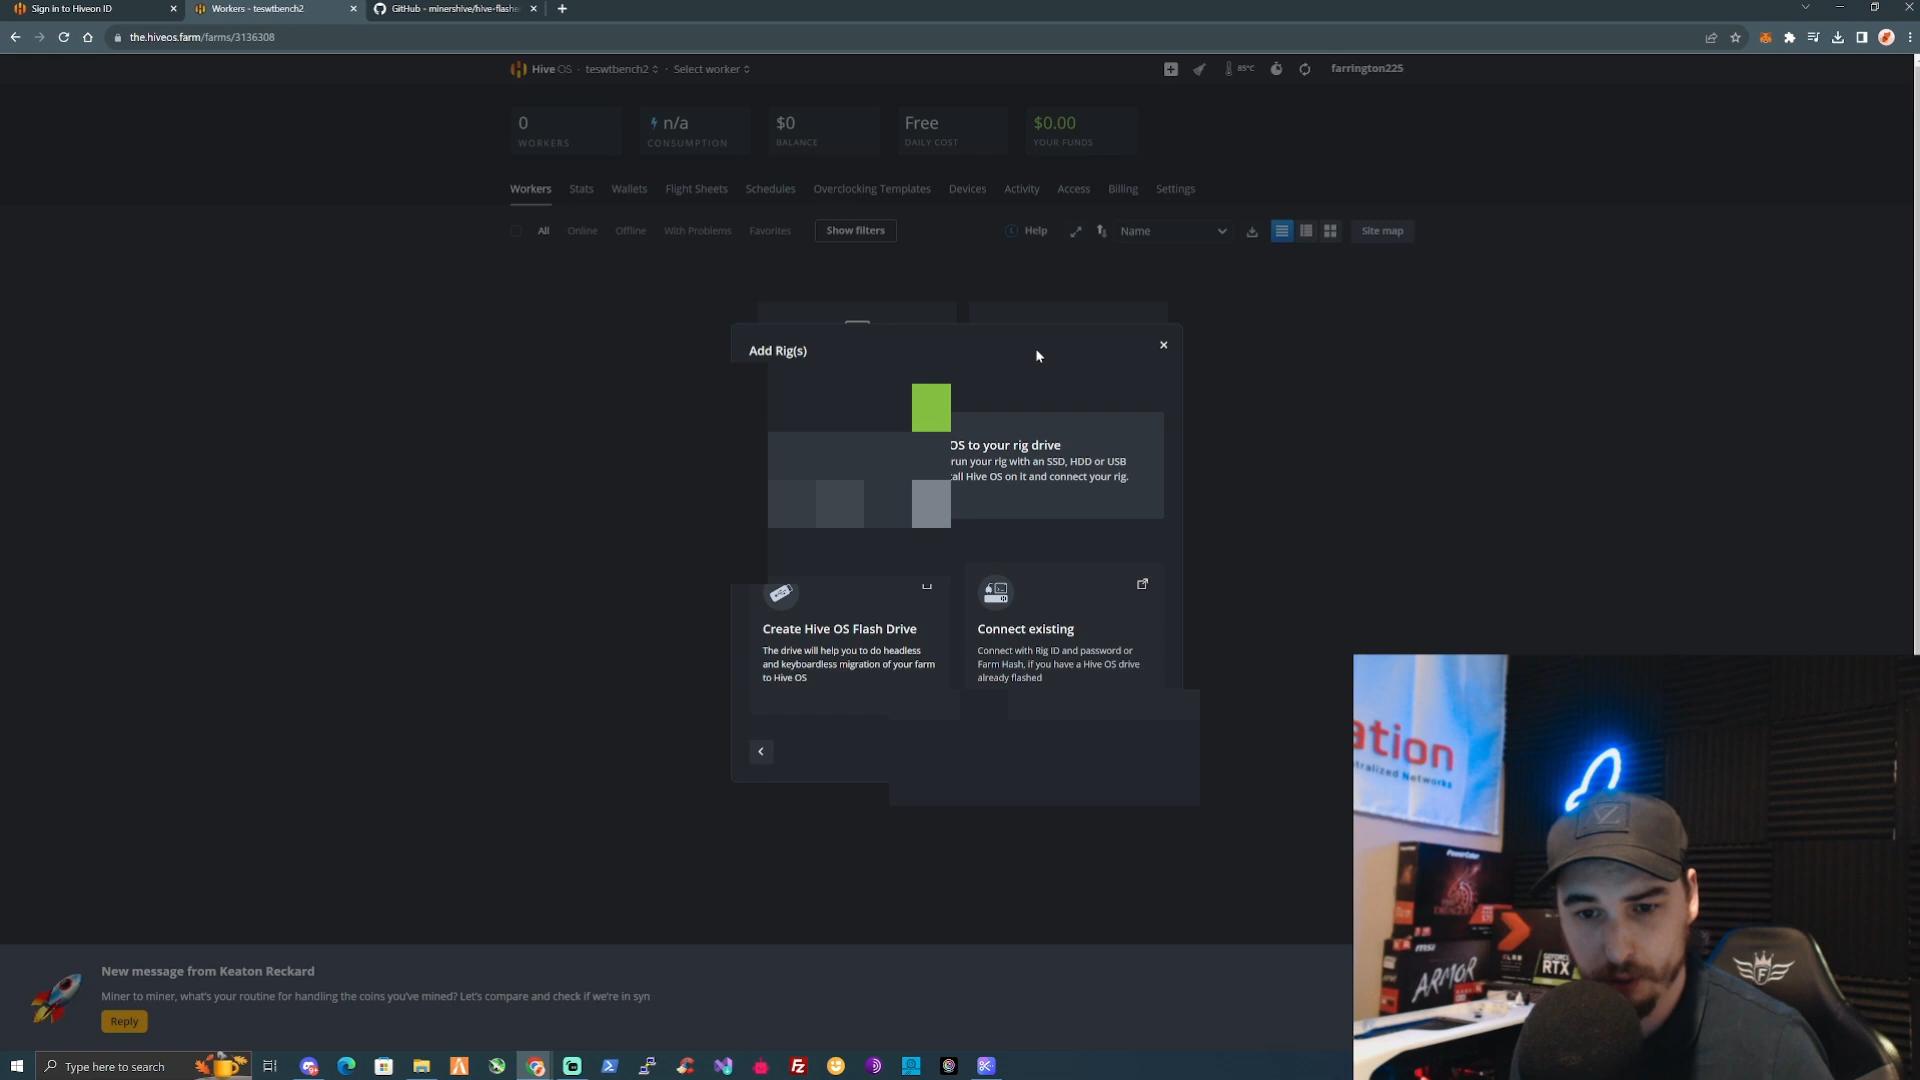 Sign in to Hiveon ID
Workers - teswtbench2
GitHub - minershive/hive-flashe
the.hiveos.farm/farms/3136308
Hive OS · teswtbench2 · Select worker
85°C
farrington225
0
WORKERS
n/a
CONSUMPTION
$0
BALANCE
Free
DAILY COST
$0.00
YOUR FUNDS
Workers Stats Wallets Flight Sheets Schedules Overclocking Templates Devices Activity Access Billing Settings
All Online Offline With Problems Favorites Show filters Help Name Site map
Add Rig(s)
OS to your rig drive
run your rig with an SSD, HDD or USB
all Hive OS on it and connect your rig.
Create Hive OS Flash Drive
The drive will help you to do headless
and keyboardless migration of your farm
to Hive OS
Connect existing
Connect with Rig ID and password or
Farm Hash, if you have a Hive OS drive
already flashed
New message from Keaton Reckard
Miner to miner, what's your routine for handling the coins you've mined? Let's compare and check if we're in syn
Reply
Type here to search
ation
tralized Networks
PowerColor
msi
ARMOR
GEFORCE
RTX
F